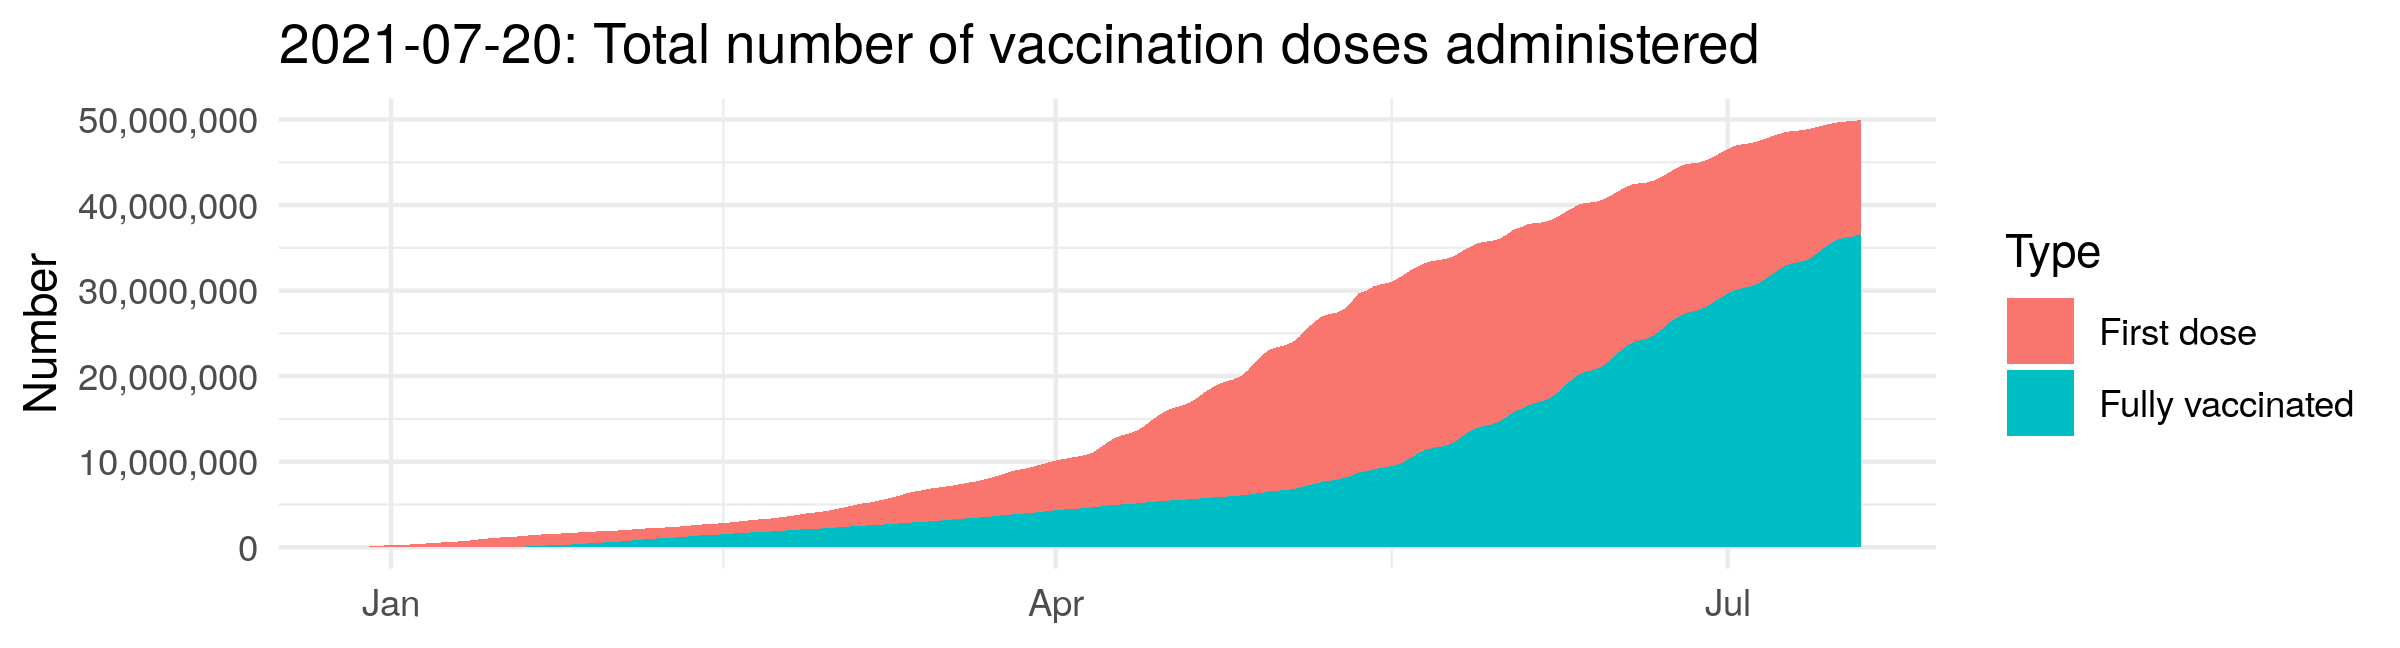 2021-07-20: Total number of vaccination doses administered
Number
50,000,000
40,000,000
30,000,000
20,000,000
10,000,000
0
Jan
Apr
Jul
Type
First dose
Fully vaccinated